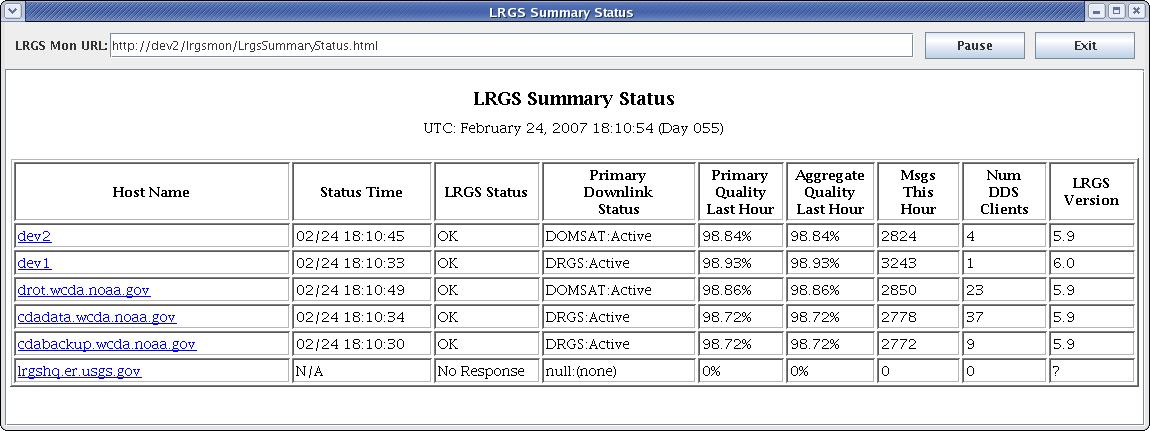 LRGS Summary Status
LRGS Mon URL: http://dev2/lrgsmon/LrgsSummaryStatus.html Pause Exit
LRGS Summary Status
UTC: February 24, 2007 18:10:54 (Day 055)
Host Name Status Time LRGS Status Primary Downlink Status Primary Quality Last Hour Aggregate Quality Last Hour Msgs This Hour Num DDS Clients LRGS Version
dev2 02/24 18:10:45 OK DOMSAT:Active 98.84% 98.84% 2824 4 5.9
dev1 02/24 18:10:33 OK DRGS:Active 98.93% 98.93% 3243 1 6.0
drot.wcda.noaa.gov 02/24 18:10:49 OK DOMSAT:Active 98.86% 98.86% 2850 23 5.9
cdadata.wcda.noaa.gov 02/24 18:10:34 OK DRGS:Active 98.72% 98.72% 2778 37 5.9
cdabackup.wcda.noaa.gov 02/24 18:10:30 OK DRGS:Active 98.72% 98.72% 2772 9 5.9
lrgshq.er.usgs.gov N/A No Response null:(none) 0% 0% 0 0 ?